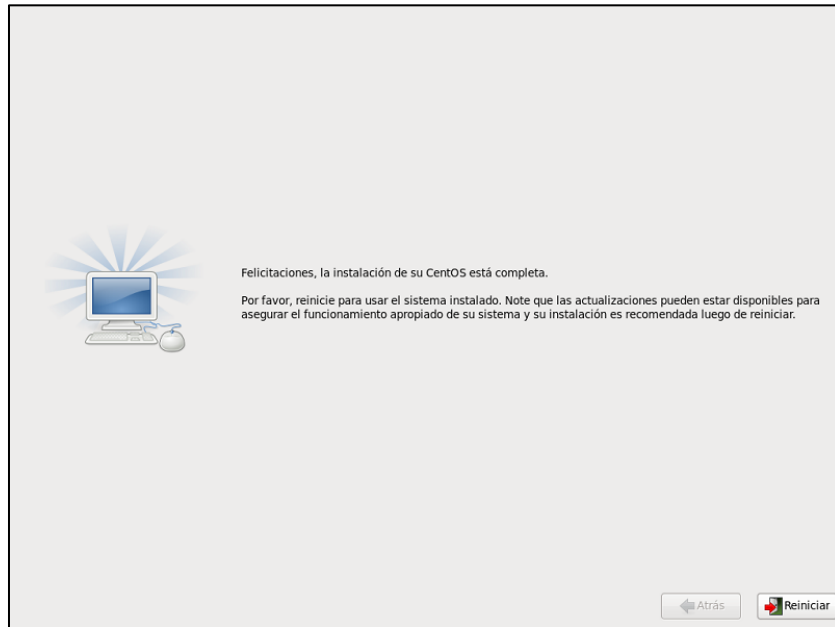 Felicitaciones, la instalación de su CentOS está completa.
Por favor, reinicie para usar el sistema instalado. Note que las actualizaciones pueden estar disponibles para
asegurar el funcionamiento apropiado de su sistema y su instalación es recomendada luego de reiniciar.
Atrás
Reiniciar